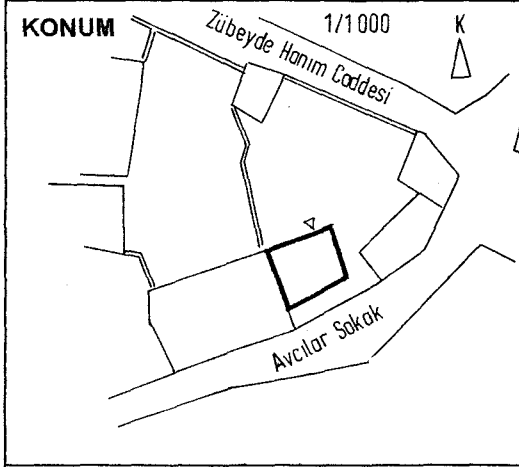 KONUM
1/1000
K
Zübeyde Hanım Caddesi
Avcılar Sokak